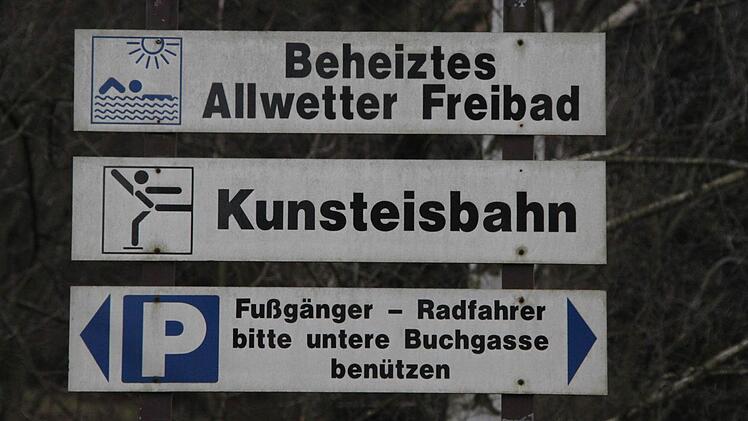 Beheiztes
Allwetter Freibad
Kunsteisbahn
P
Fußgänger – Radfahrer
bitte untere Buchgasse
benützen